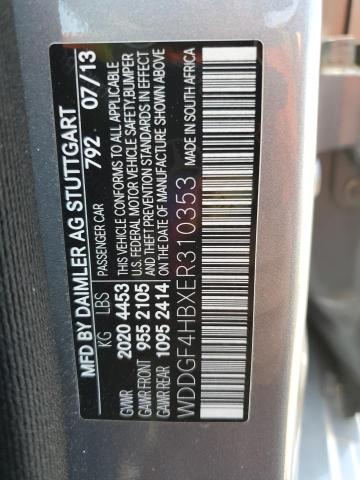 MFD BY DAIMLER AG STUTTGART
PASSENGER CAR 792 07/13
KG LBS
GVWR 2020 4453
GAWR FRONT 955 2105
GAWR REAR 1095 2414
THIS VEHICLE CONFORMS TO ALL APPLICABLE
U.S. FEDERAL MOTOR VEHICLE SAFETY,BUMPER
AND THEFT PREVENTION STANDARDS IN EFFECT
ON THE DATE OF MANUFACTURE SHOWN ABOVE
WDDGF4HBXER310353
MADE IN SOUTH AFRICA